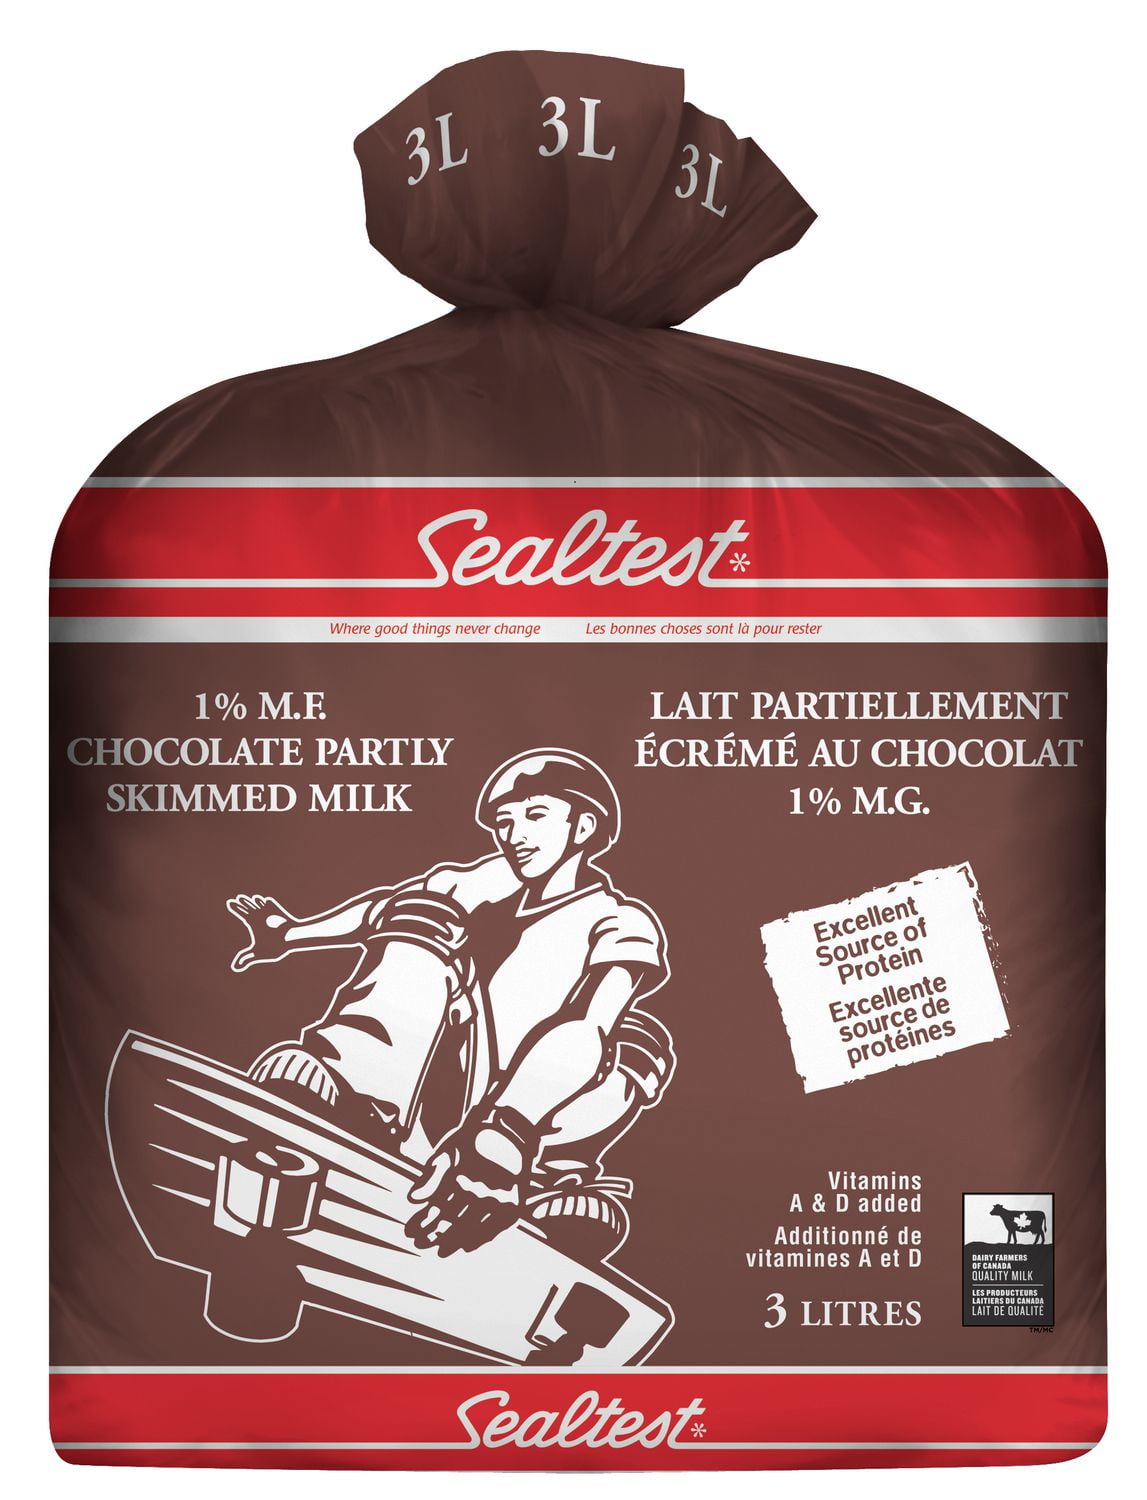 3L 3L 3L
Sealtest*
Where good things never change
Les bonnes choses sont là pour rester
1% M.F.
CHOCOLATE PARTLY
SKIMMED MILK
LAIT PARTIELLEMENT
ÉCRÉMÉ AU CHOCOLAT
1% M.G.
Excellent
Source of
Protein
Excellente
source de
protéines
Vitamins
A & D added
Additionné de
vitamines A et D
3 LITRES
DAIRY FARMERS
OF CANADA
QUALITY MILK
LES PRODUCTEURS
LAITIERS DU CANADA
LAIT DE QUALITÉ
TM/MC
Sealtest*